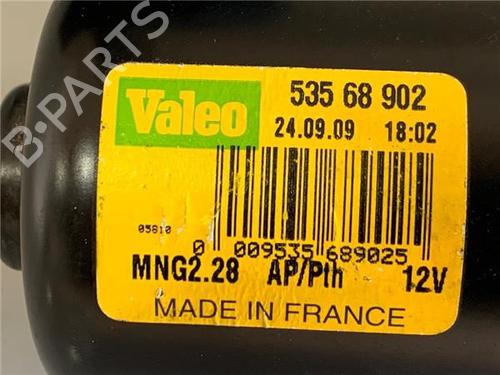 B-PARTS
Valeo
535 68 902
24.09.09 18:02
05810
0 009535 689025
MNG2.28 AP/Pth 12V
MADE IN FRANCE